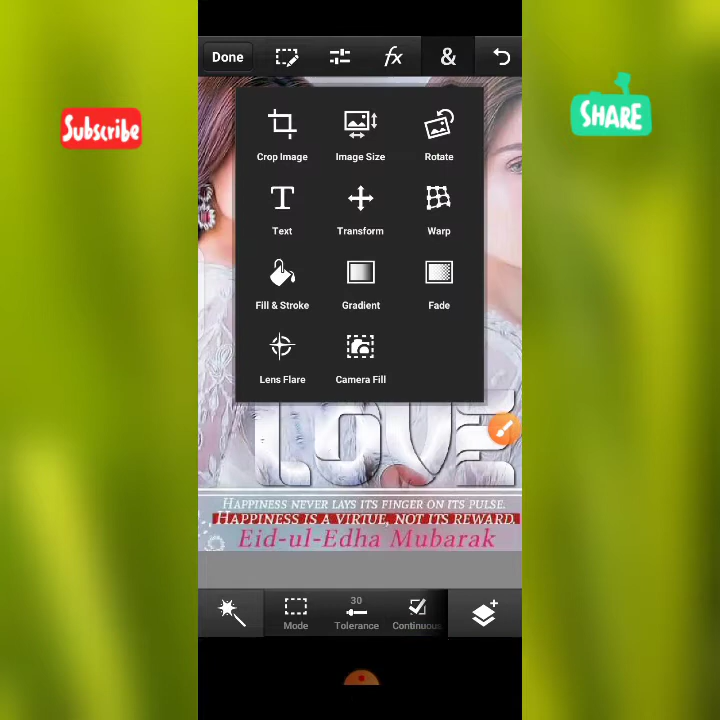 Done
fx
&
Subscribe
SHARE
Crop Image
Image Size
Rotate
T
Text
Transform
Warp
Fill & Stroke
Gradient
Fade
Lens Flare
Camera Fill
LOVE
HAPPINESS NEVER LAYS ITS FINGER ON ITS PULSE.
HAPPINESS IS A VIRTUE, NOT ITS REWARD.
Eid-ul-Edha Mubarak
30
Mode
Tolerance
Continuous